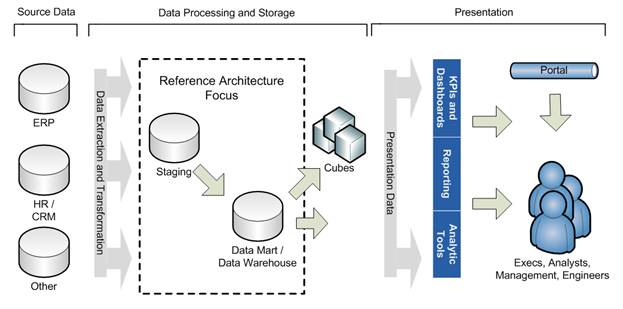 Source Data
Data Processing and Storage
Presentation
ERP
HR /
CRM
Other
Data Extraction and Transformation
Reference Architecture
Focus
Staging
Data Mart /
Data Warehouse
Cubes
Presentation Data
KPIs and
Dashboards
Reporting
Analytic
Tools
Portal
Execs, Analysts,
Management, Engineers